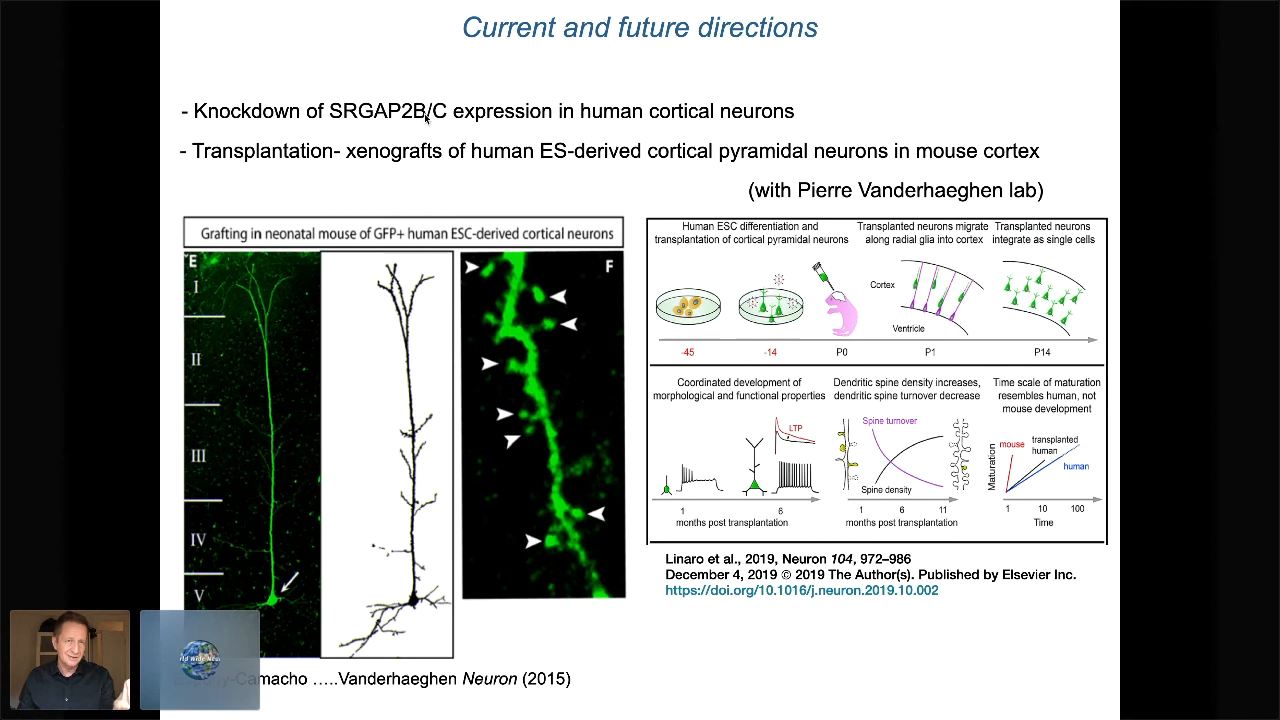 Current and future directions
- Knockdown of SRGAP2B/C expression in human cortical neurons
- Transplantation- xenografts of human ES-derived cortical pyramidal neurons in mouse cortex
(with Pierre Vanderhaeghen lab)
Grafting in neonatal mouse of GFP+ human ESC-derived cortical neurons
E
I
II
III
IV
V
F
Human ESC differentiation and
transplantation of cortical pyramidal neurons
Transplanted neurons migrate
along radial glia into cortex
Transplanted neurons
integrate as single cells
Cortex
Ventricle
-45
-14
P0
P1
P14
Coordinated development of
morphological and functional properties
LTP
1
6
months post transplantation
Dendritic spine density increases,
dendritic spine turnover decrease
Spine turnover
Spine density
1
6
11
months post transplantation
Time scale of maturation
resembles human, not
mouse development
Maturation
mouse
transplanted
human
human
1
10
100
Time
Linaro et al., 2019, Neuron 104, 972–986
December 4, 2019 © 2019 The Author(s). Published by Elsevier Inc.
https://doi.org/10.1016/j.neuron.2019.10.002
Camacho …..Vanderhaeghen Neuron (2015)